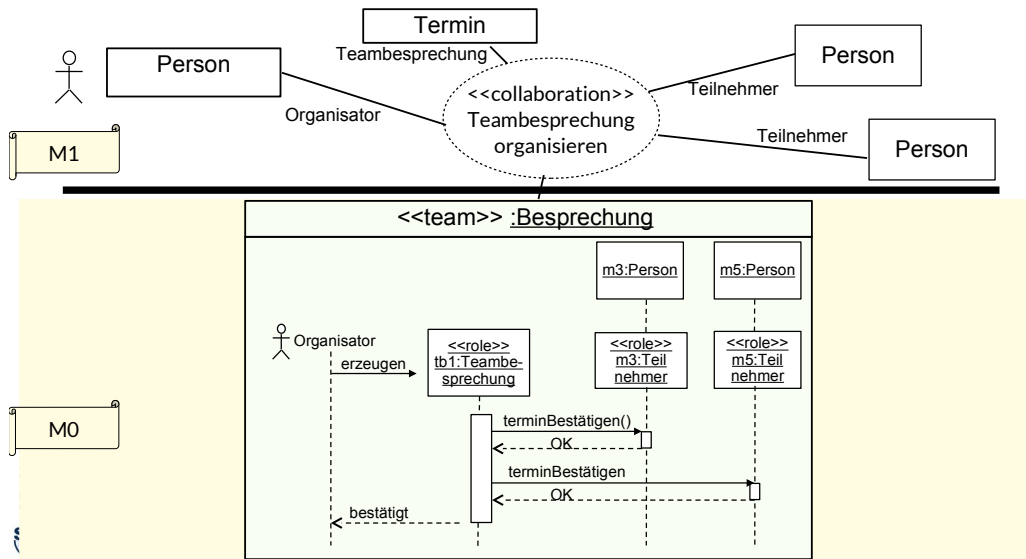 Termin
Teambesprechung
Person
Person
Teilnehmer
Organisator
<<collaboration>>
Teambesprechung
organisieren
Teilnehmer
Person
M1
<<team>> :Besprechung
m3:Person
m5:Person
Organisator
erzeugen
<<role>>
tb1:Teambe-
sprechung
<<role>>
m3:Teil
nehmer
<<role>>
m5:Teil
nehmer
M0
terminBestätigen()
OK
terminBestätigen
OK
bestätigt